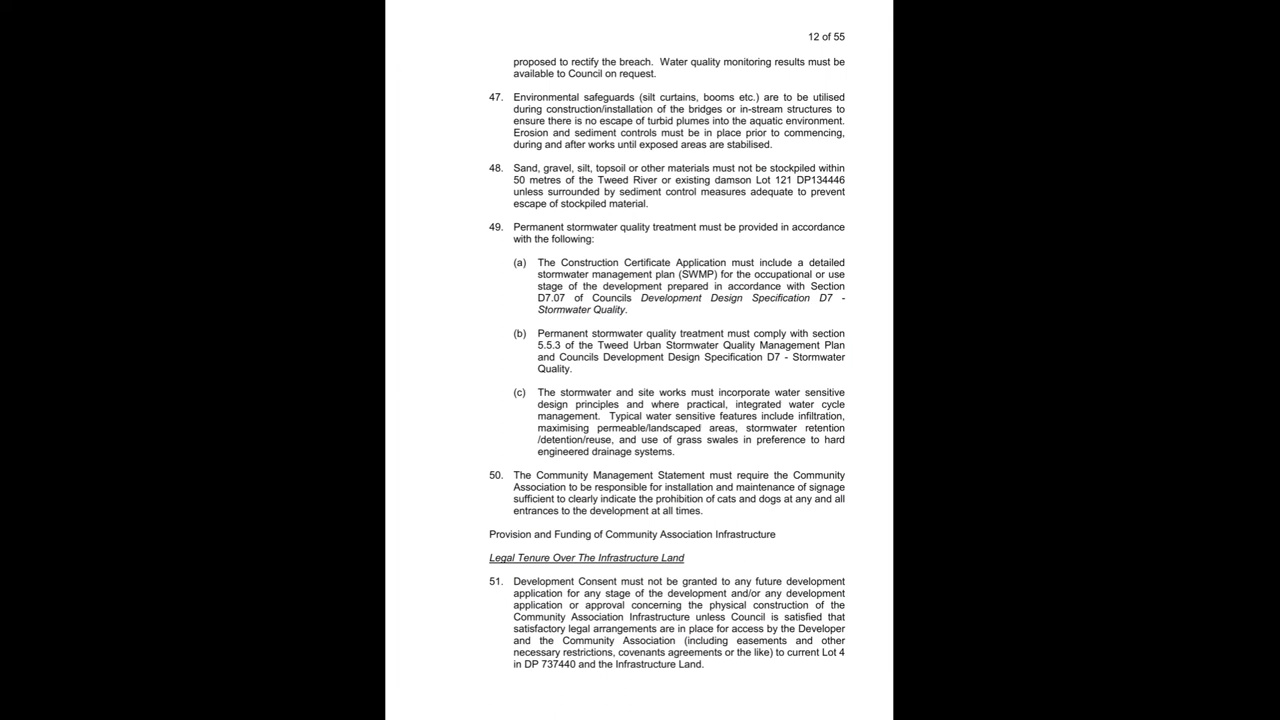 12 of 55
proposed to rectify the breach. Water quality monitoring results must be
available to Council on request.
47. Environmental safeguards (silt curtains, booms etc.) are to be utilised
during construction/installation of the bridges or in-stream structures to
ensure there is no escape of turbid plumes into the aquatic environment.
Erosion and sediment controls must be in place prior to commencing,
during and after works until exposed areas are stabilised.
48. Sand, gravel, silt, topsoil or other materials must not be stockpiled within
50 metres of the Tweed River or existing damson Lot 121 DP134446
unless surrounded by sediment control measures adequate to prevent
escape of stockpiled material.
49. Permanent stormwater quality treatment must be provided in accordance
with the following:
(a) The Construction Certificate Application must include a detailed
stormwater management plan (SWMP) for the occupational or use
stage of the development prepared in accordance with Section
D7.07 of Councils Development Design Specification D7 -
Stormwater Quality.
(b) Permanent stormwater quality treatment must comply with section
5.5.3 of the Tweed Urban Stormwater Quality Management Plan
and Councils Development Design Specification D7 - Stormwater
Quality.
(c) The stormwater and site works must incorporate water sensitive
design principles and where practical, integrated water cycle
management. Typical water sensitive features include infiltration,
maximising permeable/landscaped areas, stormwater retention
/detention/reuse, and use of grass swales in preference to hard
engineered drainage systems.
50. The Community Management Statement must require the Community
Association to be responsible for installation and maintenance of signage
sufficient to clearly indicate the prohibition of cats and dogs at any and all
entrances to the development at all times.
Provision and Funding of Community Association Infrastructure
Legal Tenure Over The Infrastructure Land
51. Development Consent must not be granted to any future development
application for any stage of the development and/or any development
application or approval concerning the physical construction of the
Community Association Infrastructure unless Council is satisfied that
satisfactory legal arrangements are in place for access by the Developer
and the Community Association (including easements and other
necessary restrictions, covenants agreements or the like) to current Lot 4
in DP 737440 and the Infrastructure Land.